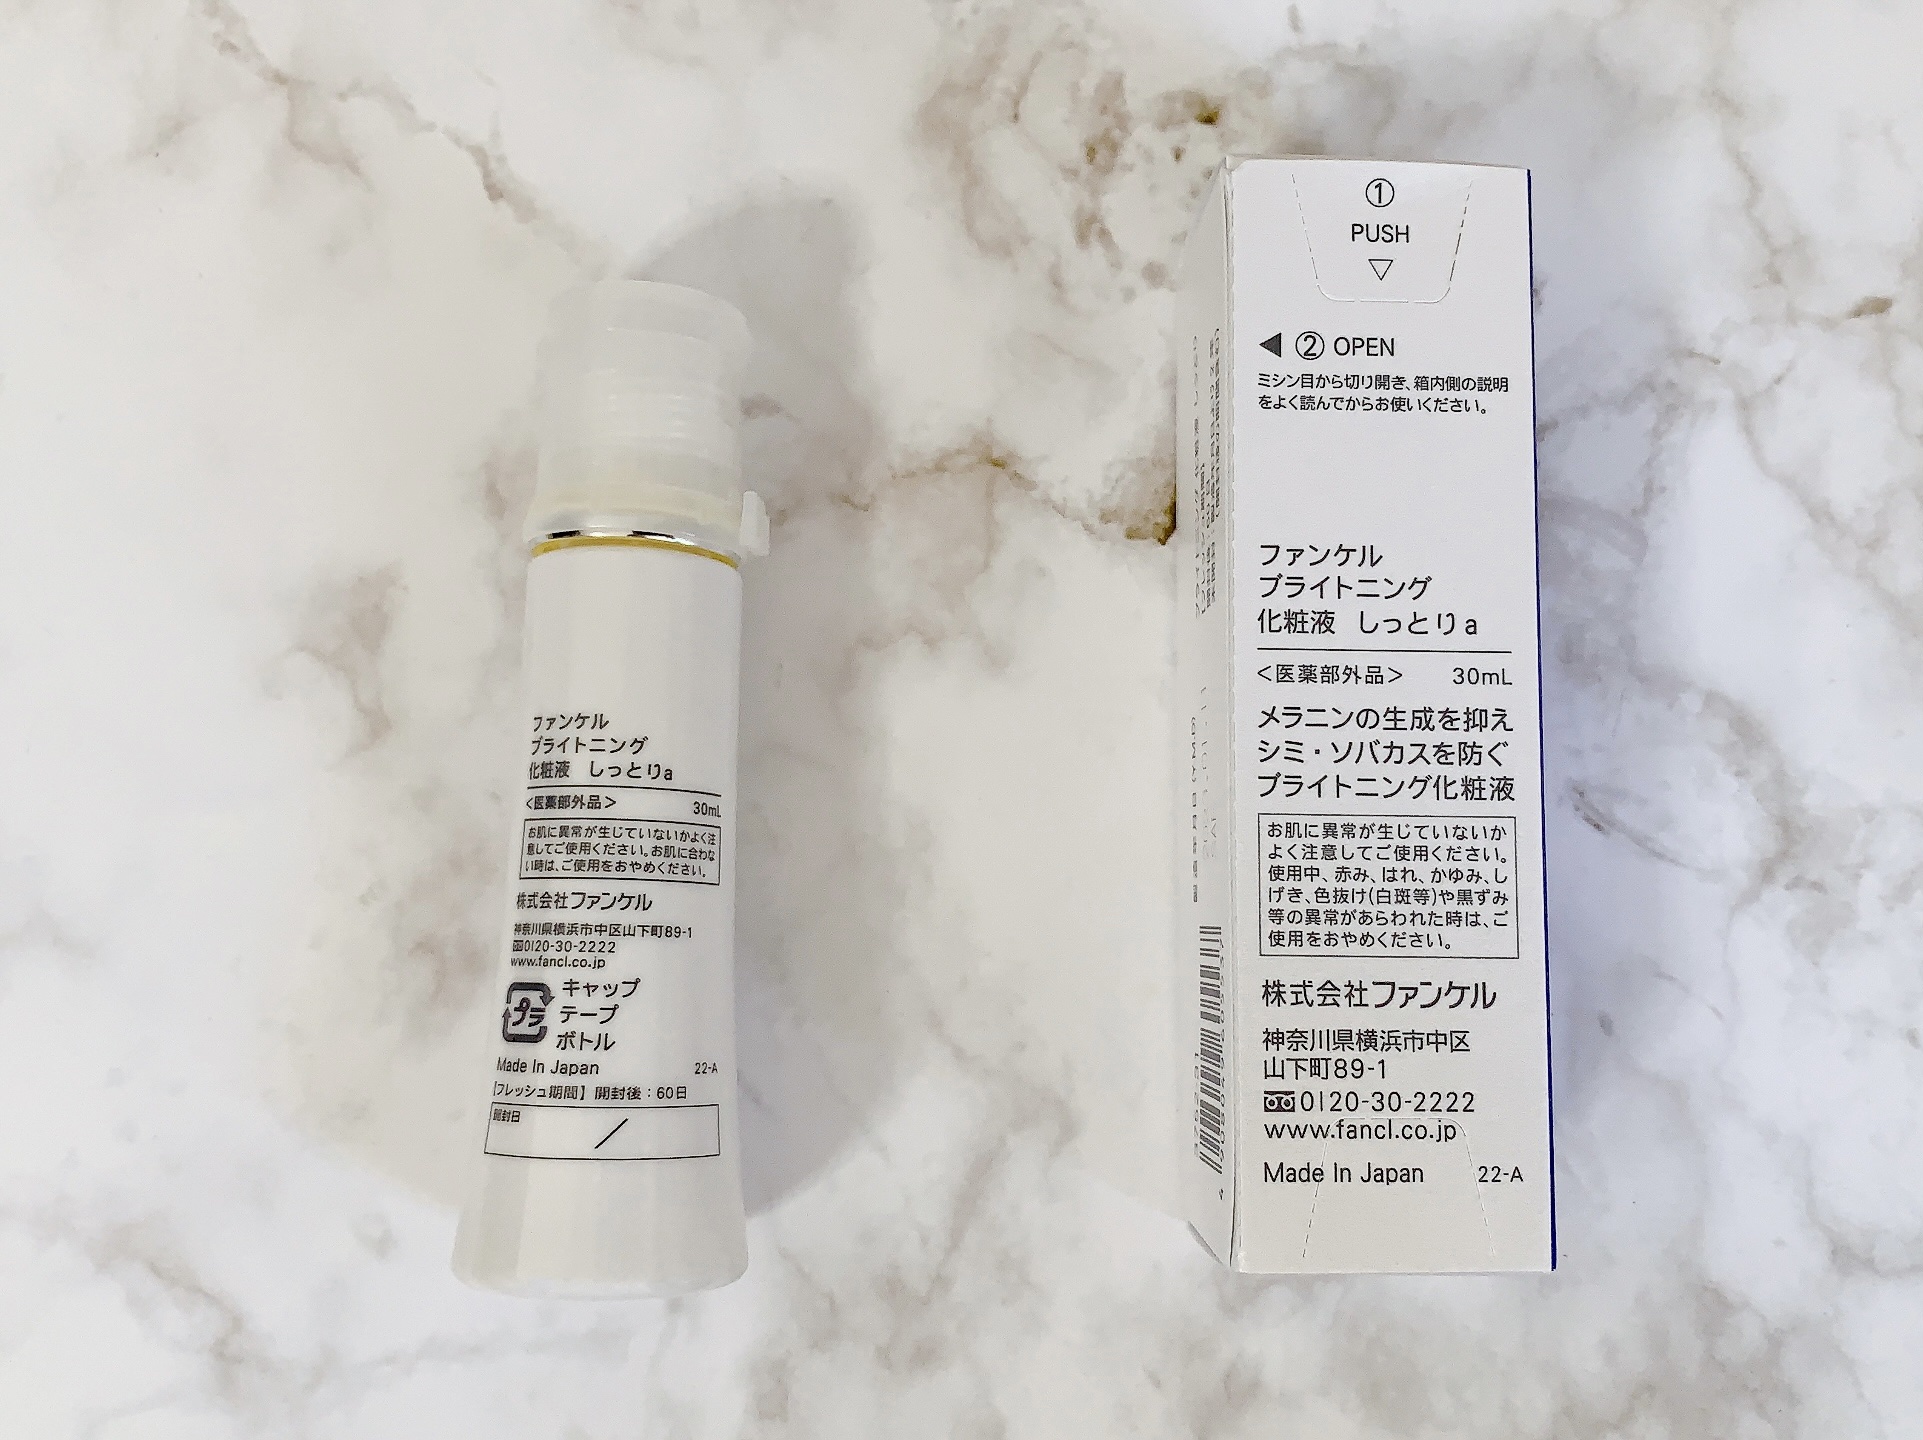 ファンケル
ブライトニング
化粧液 しっとりa
<医薬部外品> 30mL
お肌に異常が生じていないかよく注
意してご使用ください。お肌に合わな
い時は、ご使用をおやめください。
株式会社ファンケル
神奈川県横浜市中区山下町89-1
0120-30-2222
www.fancl.co.jp
プラ
キャップ
テープ
ボトル
Made In Japan 22-A
【フレッシュ期間】開封後：60日
開封日
/
①
PUSH
▽
◀ ② OPEN
ミシン目から切り開き、箱内側の説明
をよく読んでからお使いください。
ファンケル
ブライトニング
化粧液 しっとりa
<医薬部外品> 30mL
メラニンの生成を抑え
シミ・ソバカスを防ぐ
ブライトニング化粧液
お肌に異常が生じていないか
よく注意してご使用ください。
使用中、赤み、はれ、かゆみ、し
げき、色抜け(白斑等)や黒ずみ
等の異常があらわれた時は、ご
使用をおやめください。
株式会社ファンケル
神奈川県横浜市中区
山下町89-1
0120-30-2222
www.fancl.co.jp
Made In Japan 22-A